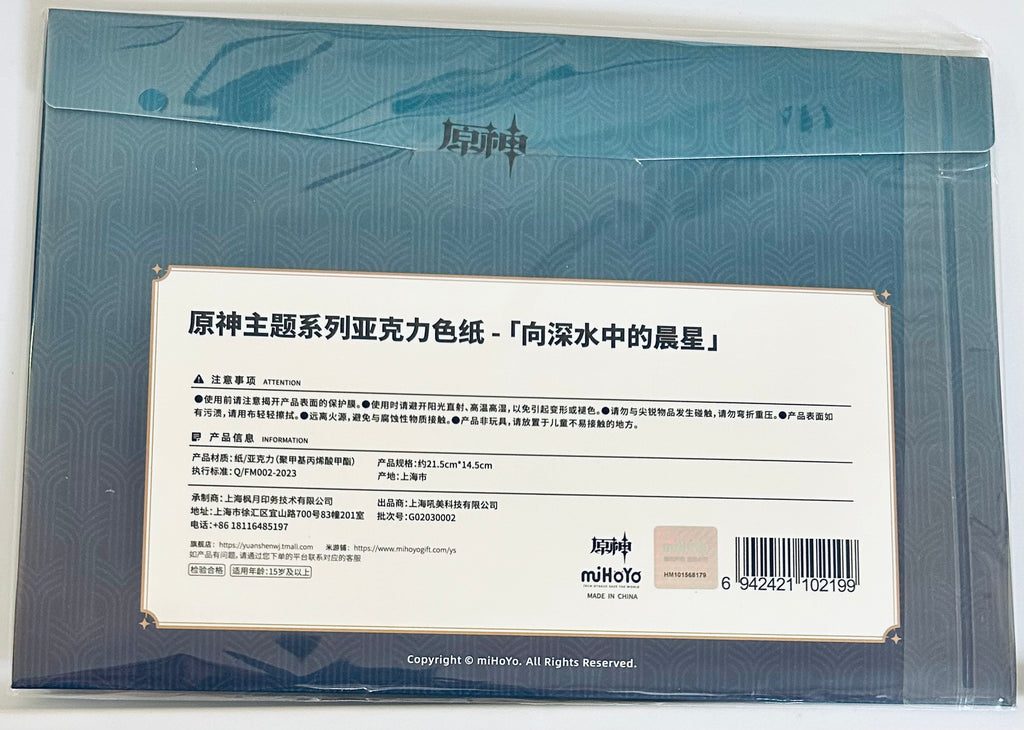 原神
原神主题系列亚克力色纸 -「向深水中的晨星」
注意事项 ATTENTION
●使用前请注意揭开产品表面的保护膜。●使用时请避开阳光直射、高温高湿,以免引起变形或褪色。●请勿与尖锐物品发生碰触,请勿弯折重压。●产品表面如
有污渍,请用布轻轻擦拭。●远离火源,避免与腐蚀性物质接触。●产品非玩具,请放置于儿童不易接触的地方。
产品信息 INFORMATION
产品材质:纸/亚克力(聚甲基丙烯酸甲酯) 产品规格:约21.5cm*14.5cm
执行标准:Q/FM002-2023 产地:上海市
承制商:上海枫月印务技术有限公司 出品商:上海吼美科技有限公司
地址:上海市徐汇区宜山路700号83幢201室 批次号:G02030002
电话:+86 18116485197
旗舰店: https://yuanshenwj.tmall.com 米游铺: https://www.mihoyogift.com/ys
如产品有问题,请通过您下单的平台联系对应的客服
检验合格 适用年龄:15岁及以上
原神
miHoYo
TECH OTAKUS SAVE THE WORLD
MADE IN CHINA
HM101568179
6 942421 102199
Copyright © miHoYo. All Rights Reserved.